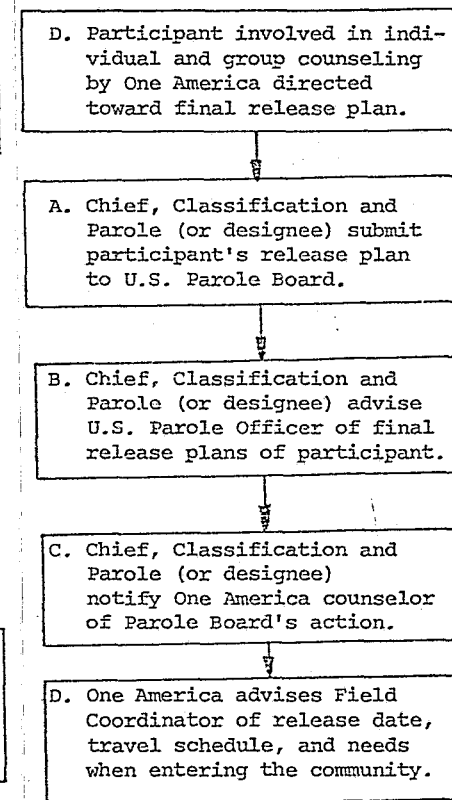 D. Participant involved in indi-
vidual and group counseling
by One America directed
toward final release plan.
A. Chief, Classification and
Parole (or designee) submit
participant's release plan
to U.S. Parole Board.
B. Chief, Classification and
Parole (or designee) advise
U.S. Parole Officer of final
release plans of participant.
C. Chief, Classification and
Parole (or designee)
notify One America counselor
of Parole Board's action.
D. One America advises Field
Coordinator of release date,
travel schedule, and needs
when entering the community.